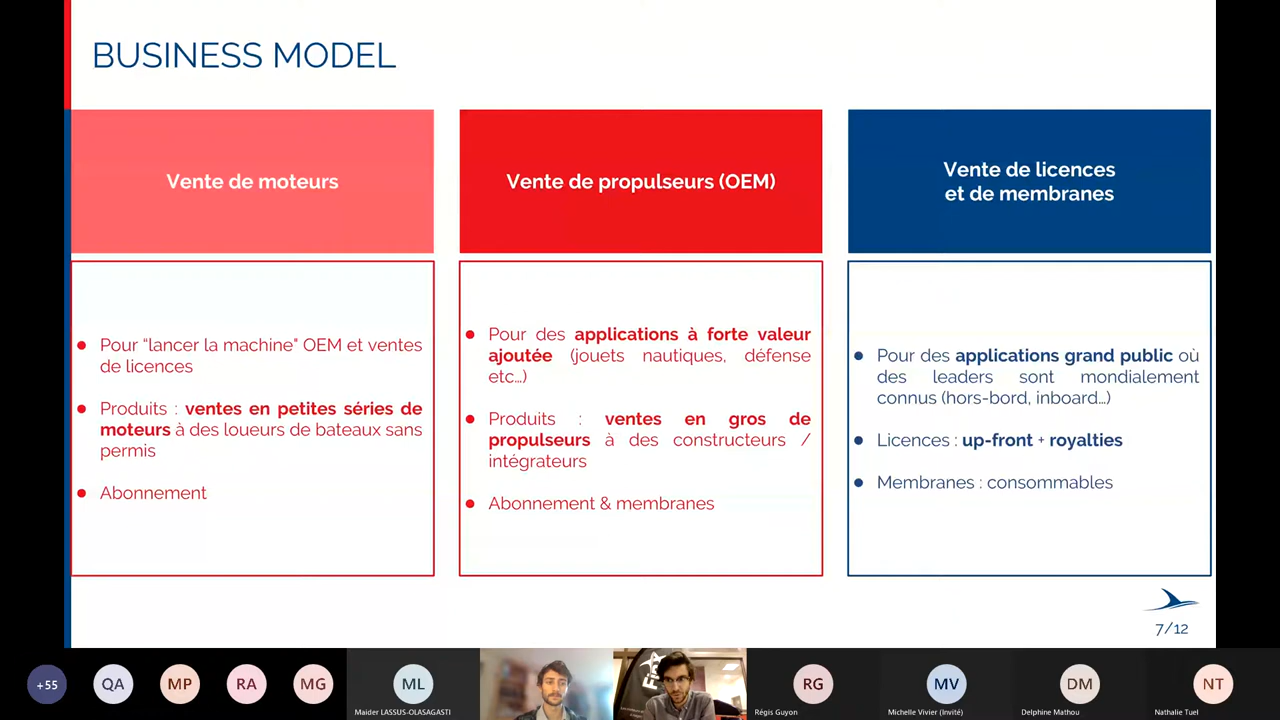 BUSINESS MODEL
Vente de moteurs
Pour “lancer la machine" OEM et ventes
de licences
Produits : ventes en petites séries de
moteurs à des loueurs de bateaux sans
permis
Abonnement
Vente de propulseurs (OEM)
Pour des applications à forte valeur
ajoutée (jouets nautiques, défense
etc…)
Produits : ventes en gros de
propulseurs à des constructeurs /
intégrateurs
Abonnement & membranes
Vente de licences
et de membranes
Pour des applications grand public où
des leaders sont mondialement
connus (hors-bord, inboard…)
Licences : up-front + royalties
Membranes : consommables
7/12
+55
QA
MP
RA
MG
ML
Maider LASSUS-OLASAGASTI
RG
Régis Guyon
MV
Michelle Vivier (Invité)
DM
Delphine Mathou
NT
Nathalie Tuel